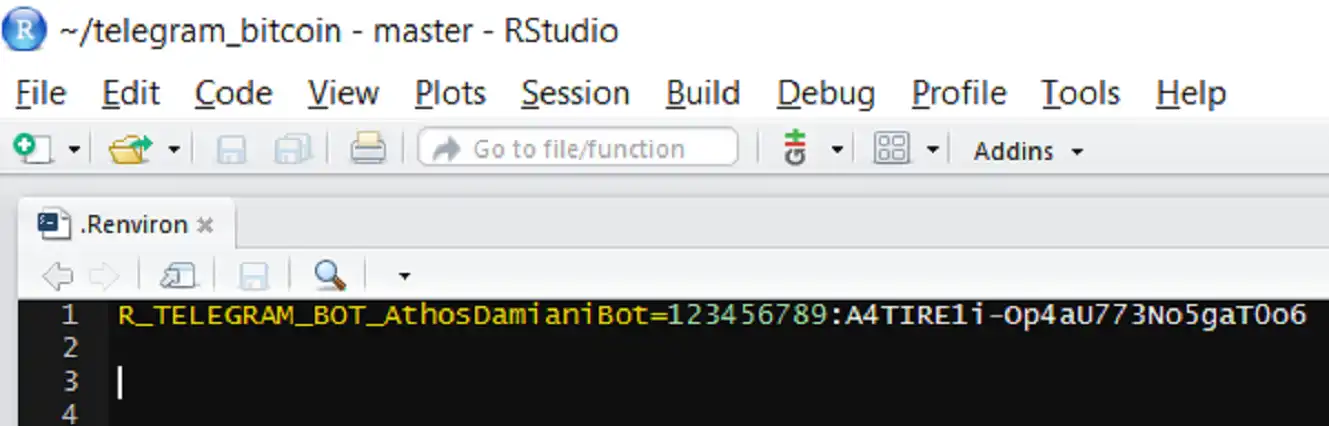 R ~/telegram_bitcoin - master - RStudio
File Edit Code View Plots Session Build Debug Profile Tools Help
Go to file/function Addins
.Renviron
1 R_TELEGRAM_BOT_AthosDamianiBot=123456789:A4TIRE1i-Op4aU773No5gaT0o6
2
3
4